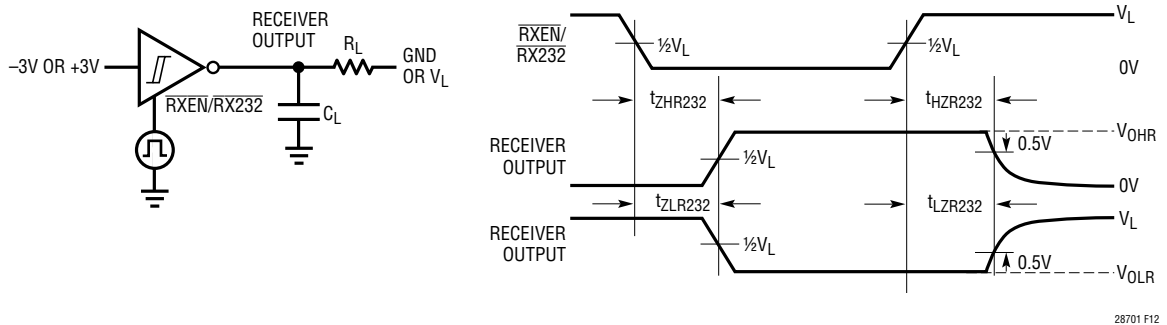 RECEIVER
OUTPUT
–3V OR +3V
RL
GND
OR VL
RXEN/RX232
CL
RXEN/
RX232
½VL
½VL
VL
0V
tZHR232
tHZR232
RECEIVER
OUTPUT
½VL
VOHR
0.5V
0V
tZLR232
tLZR232
RECEIVER
OUTPUT
½VL
VL
0.5V
VOLR
28701 F12